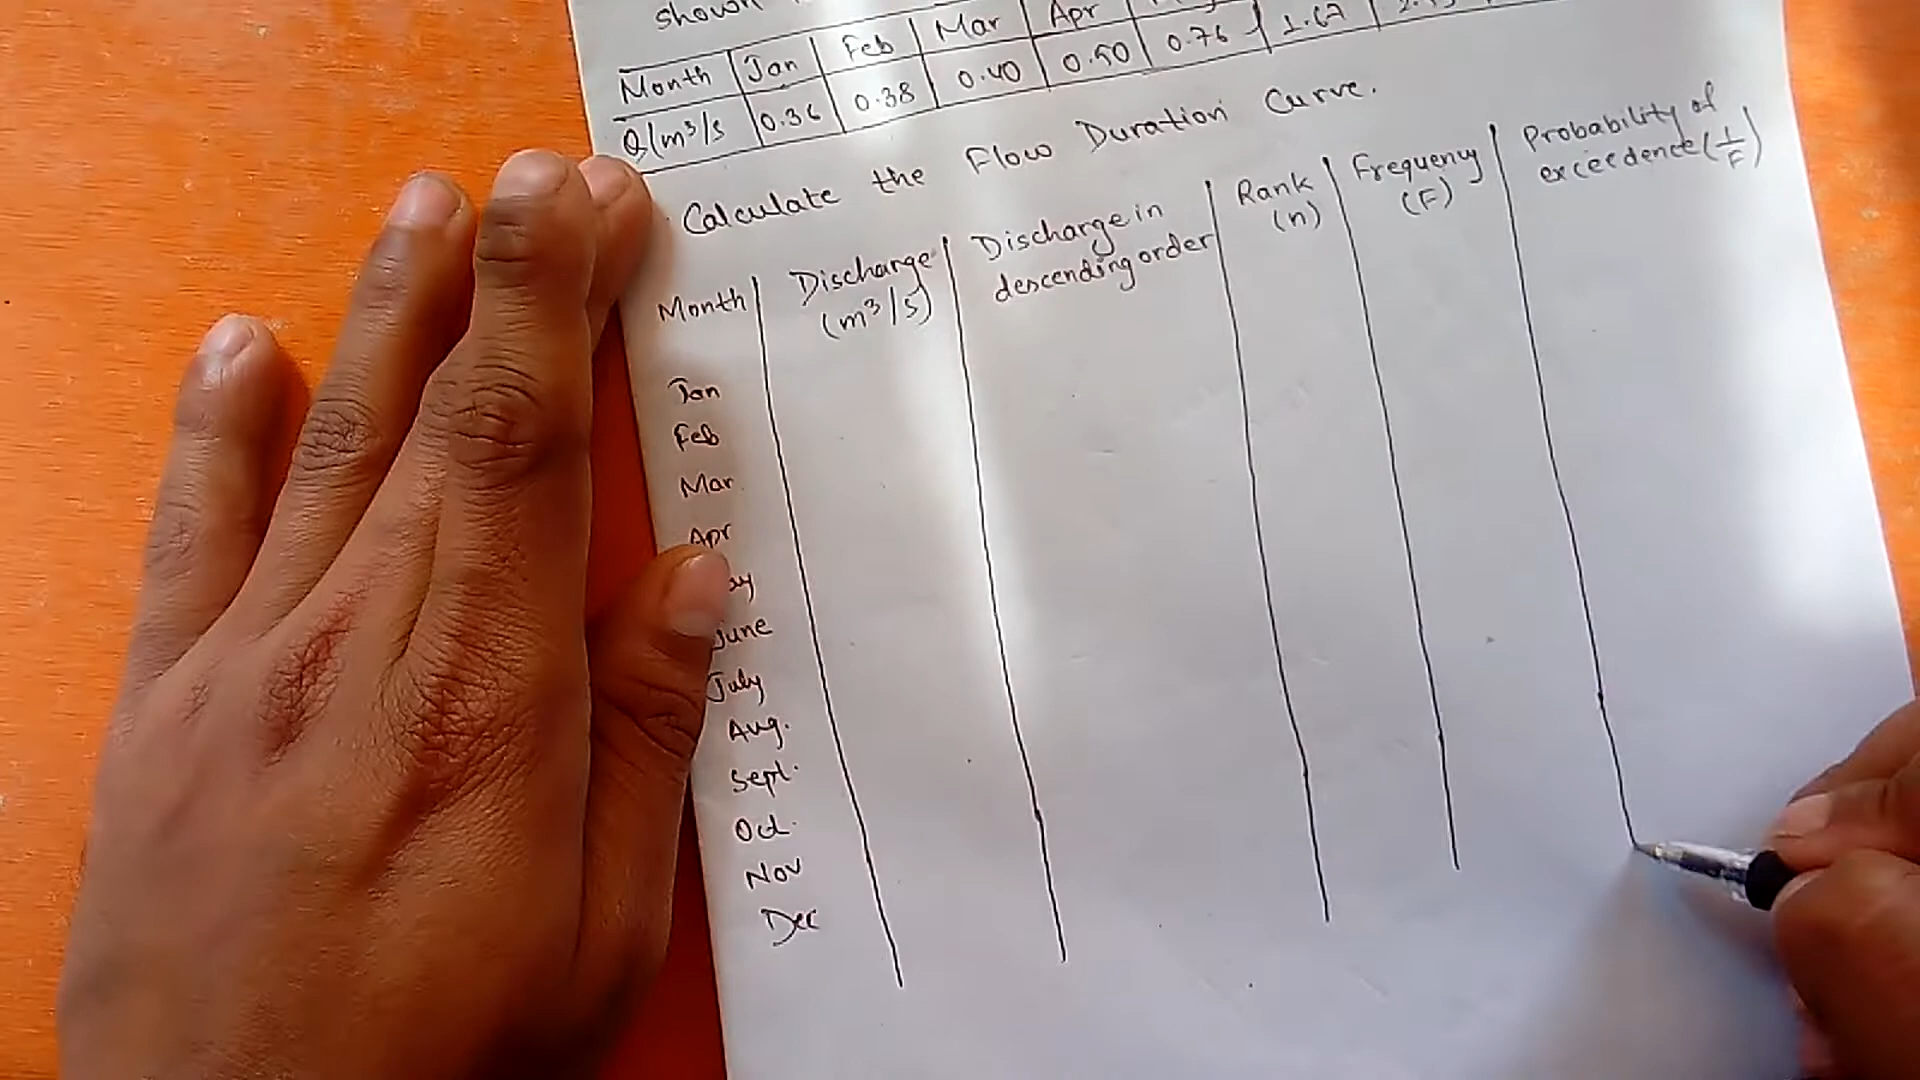 shown
Month Jan Feb Mar Apr
Q(m³/s 0.36 0.38 0.40 0.50 0.76 1.67
Calculate the Flow Duration Curve.
Month
Discharge
(m³/s)
Discharge in
descending order
Rank
(n)
Frequency
(F)
Probability of
exceedence (1/F)
Jan
Feb
Mar
Apr
ay
June
July
Aug.
Sept.
Oct.
Nov
Dec